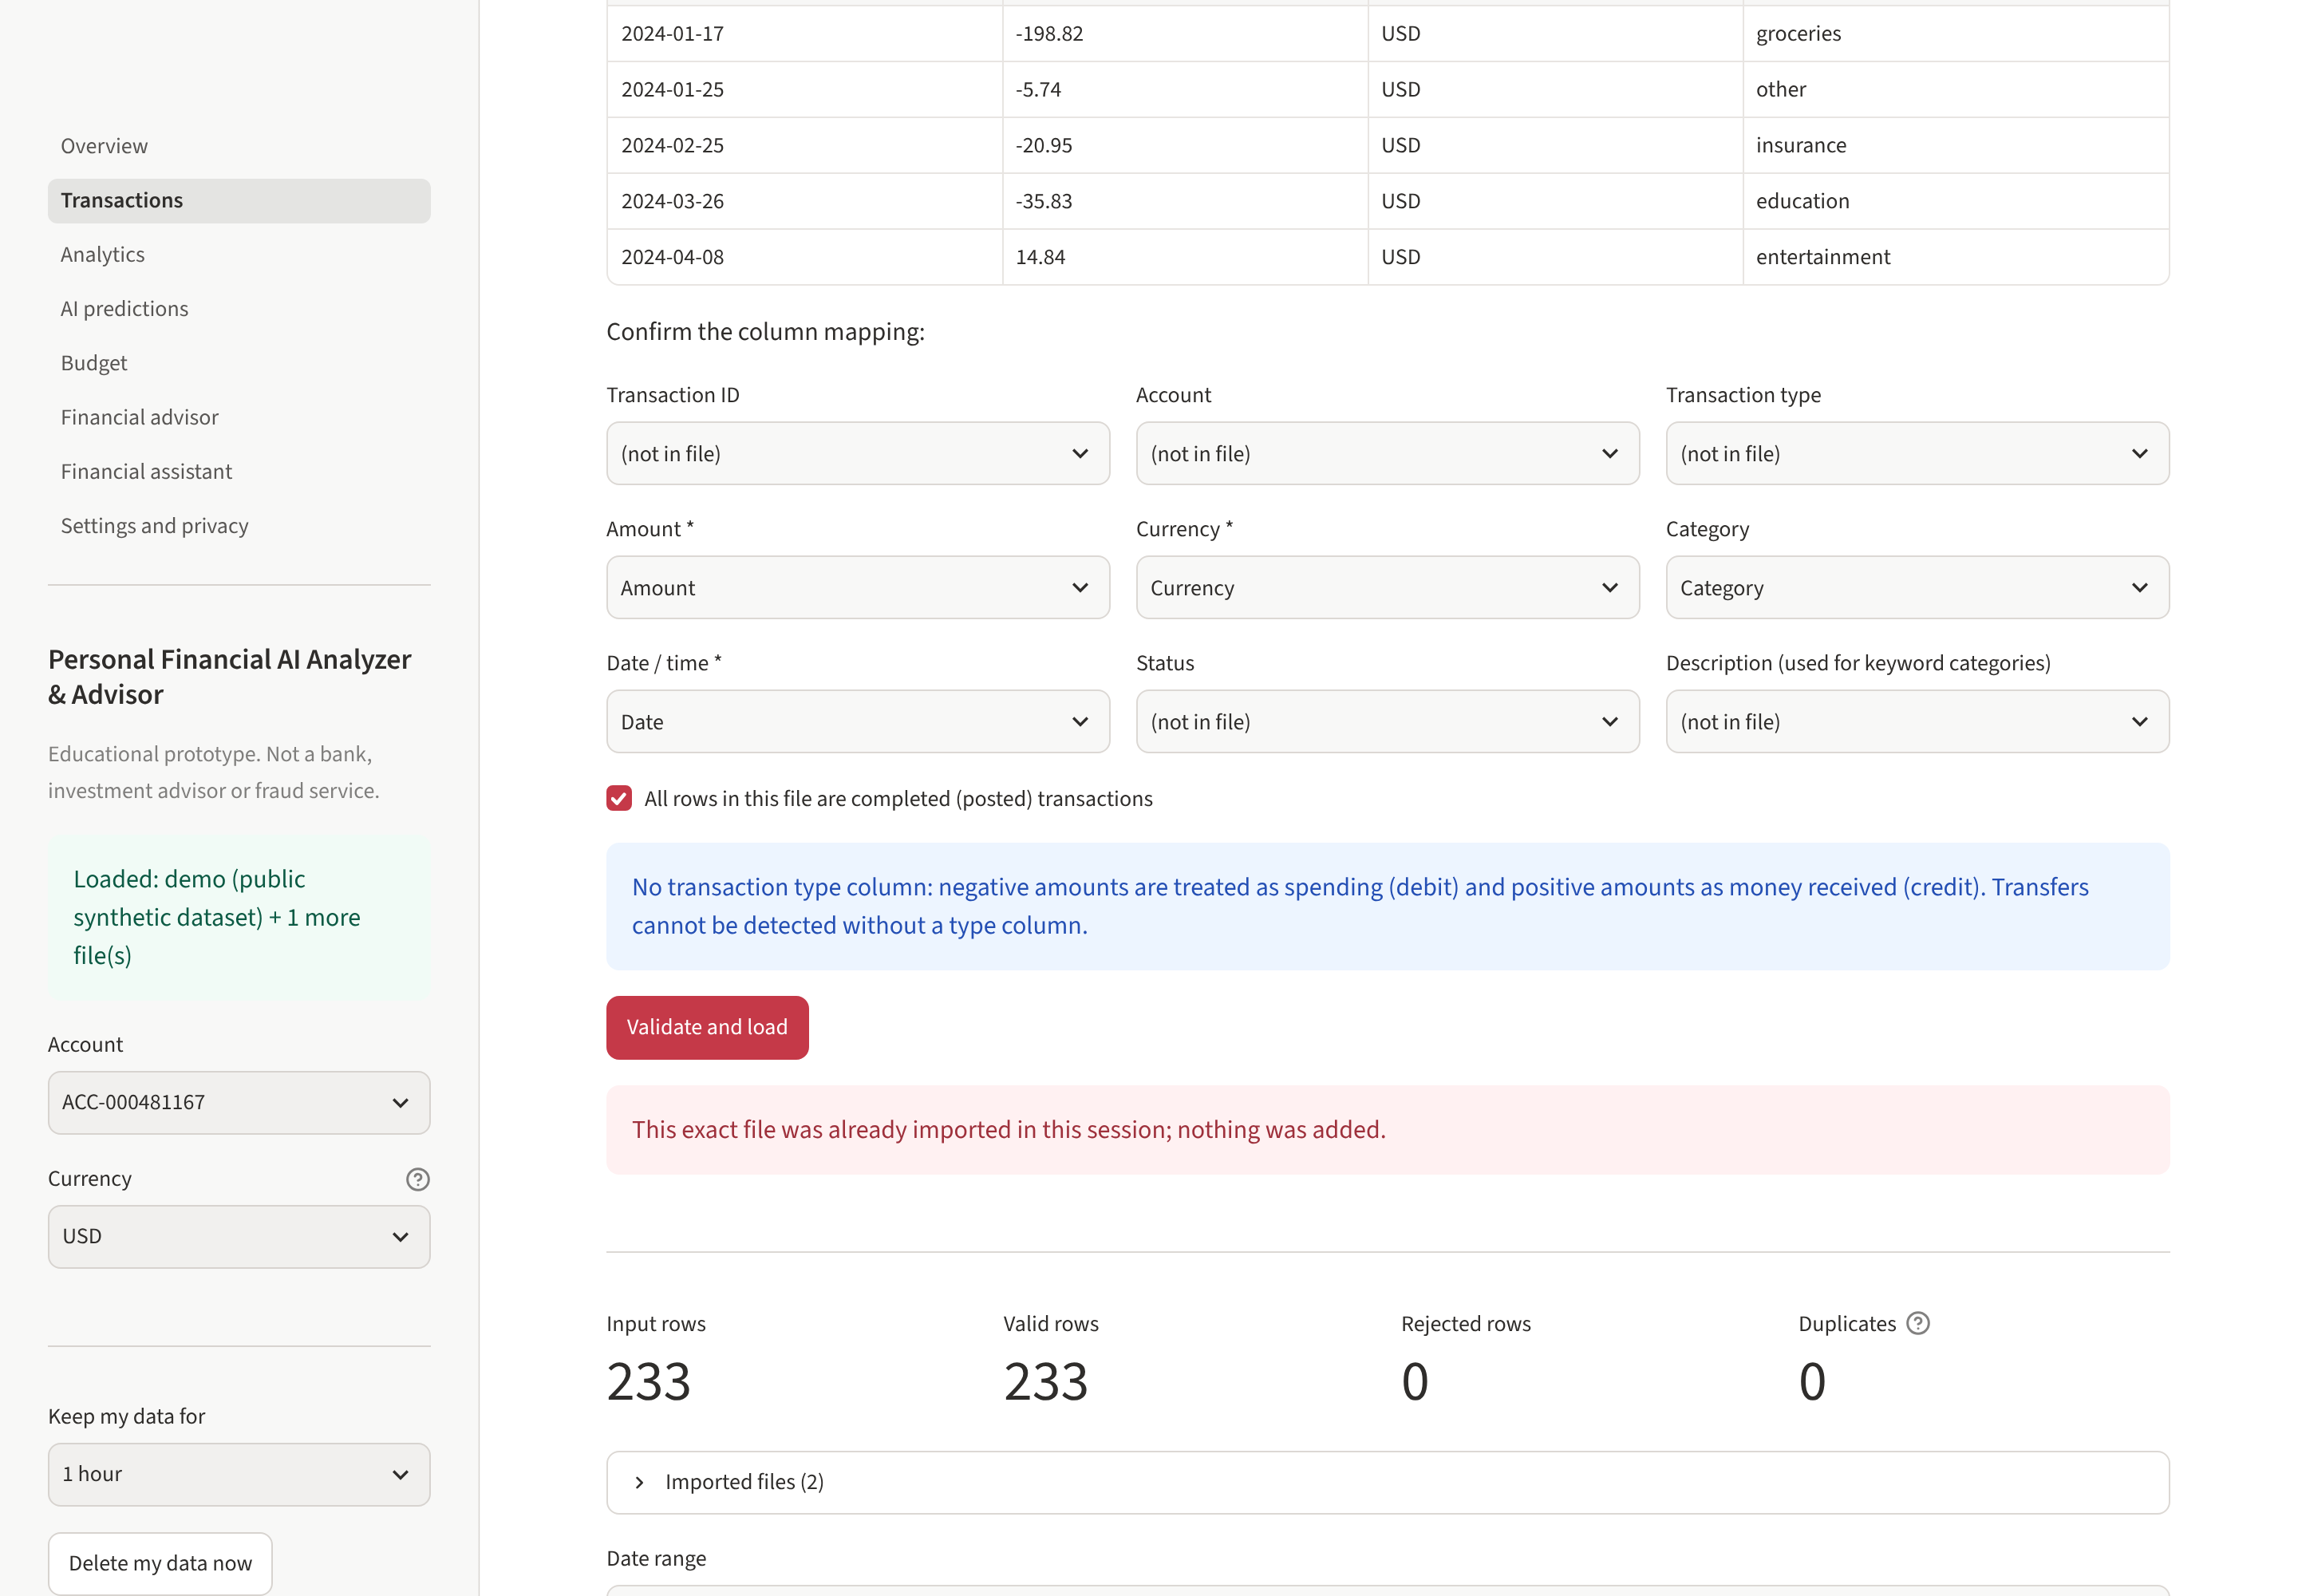 Overview
Transactions
Analytics
AI predictions
Budget
Financial advisor
Financial assistant
Settings and privacy
Personal Financial AI Analyzer
& Advisor
Educational prototype. Not a bank,
investment advisor or fraud service.
Loaded: demo (public
synthetic dataset) + 1 more
file(s)
Account
ACC-000481167
Currency
USD
Keep my data for
1 hour
Delete my data now
2024-01-17 -198.82 USD groceries
2024-01-25 -5.74 USD other
2024-02-25 -20.95 USD insurance
2024-03-26 -35.83 USD education
2024-04-08 14.84 USD entertainment
Confirm the column mapping:
Transaction ID Account Transaction type
(not in file) (not in file) (not in file)
Amount * Currency * Category
Amount Currency Category
Date / time * Status Description (used for keyword categories)
Date (not in file) (not in file)
All rows in this file are completed (posted) transactions
No transaction type column: negative amounts are treated as spending (debit) and positive amounts as money received (credit). Transfers
cannot be detected without a type column.
Validate and load
This exact file was already imported in this session; nothing was added.
Input rows Valid rows Rejected rows Duplicates
233 233 0 0
Imported files (2)
Date range